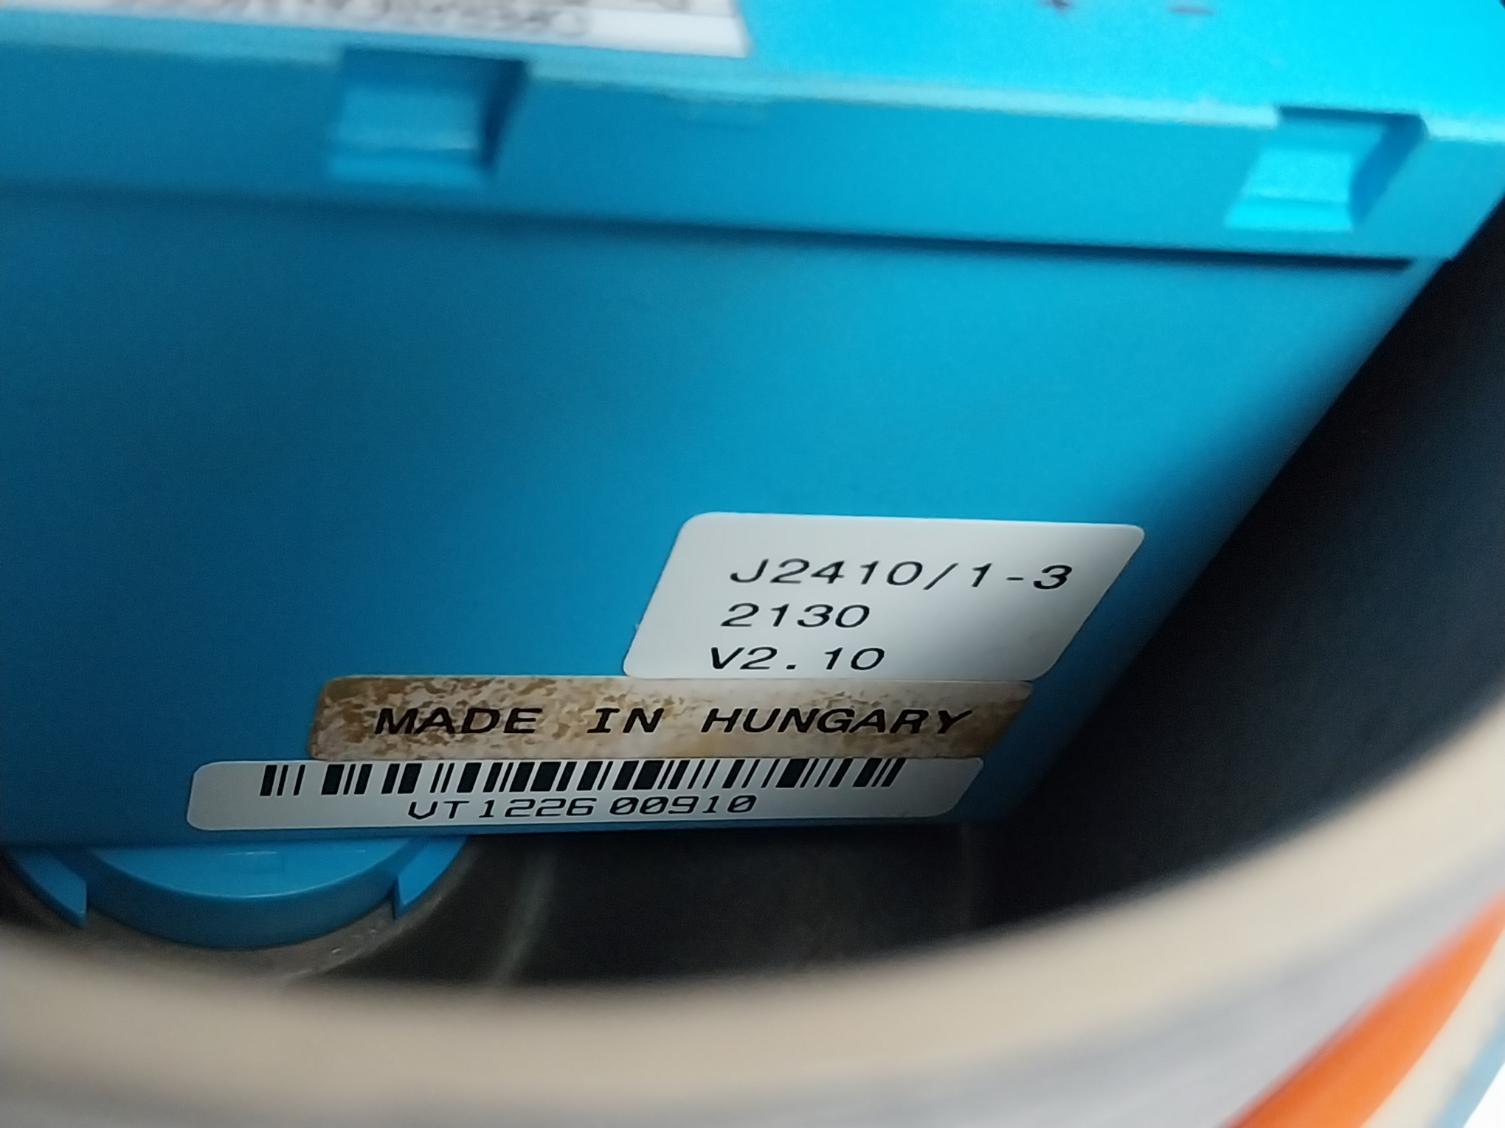 J2410/1-3
2130
V2.10
MADE IN HUNGARY
VT1226 00910